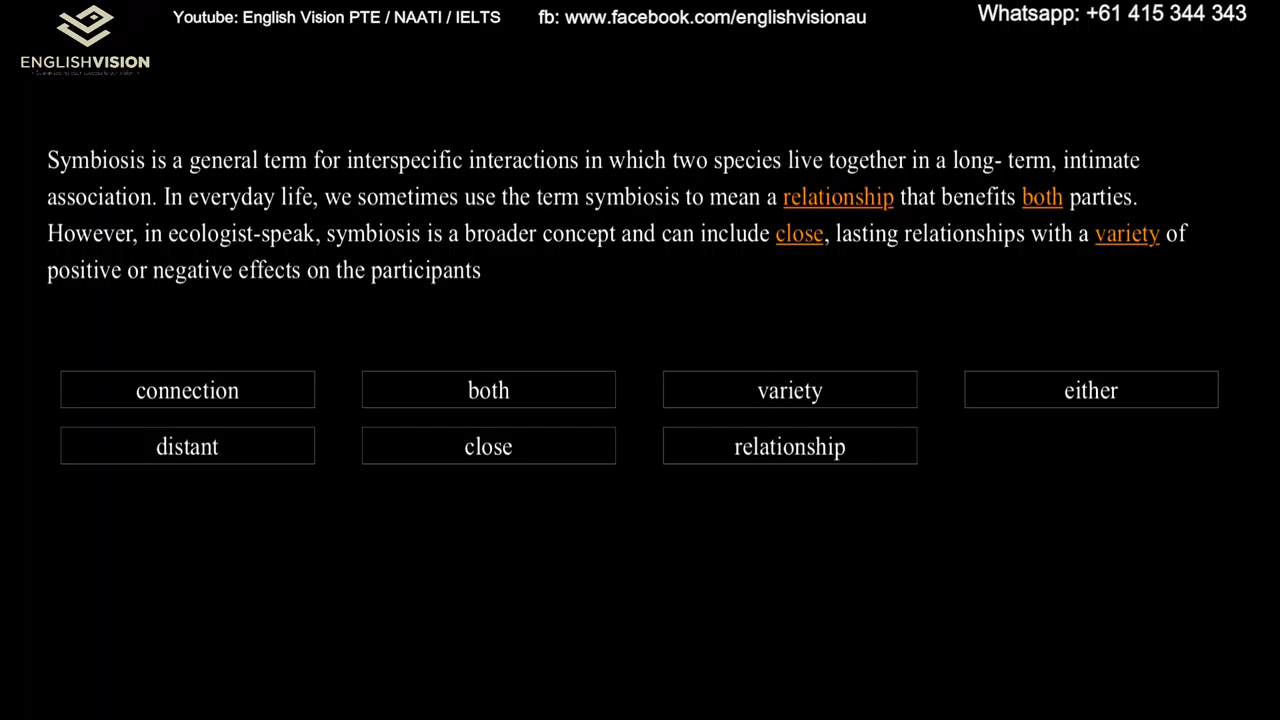 Youtube: English Vision PTE / NAATI / IELTS
fb: www.facebook.com/englishvisionau
Whatsapp: +61 415 344 343
ENGLISHVISION
Symbiosis is a general term for interspecific interactions in which two species live together in a long- term, intimate
association. In everyday life, we sometimes use the term symbiosis to mean a relationship that benefits both parties.
However, in ecologist-speak, symbiosis is a broader concept and can include close, lasting relationships with a variety of
positive or negative effects on the participants
connection
both
variety
either
distant
close
relationship